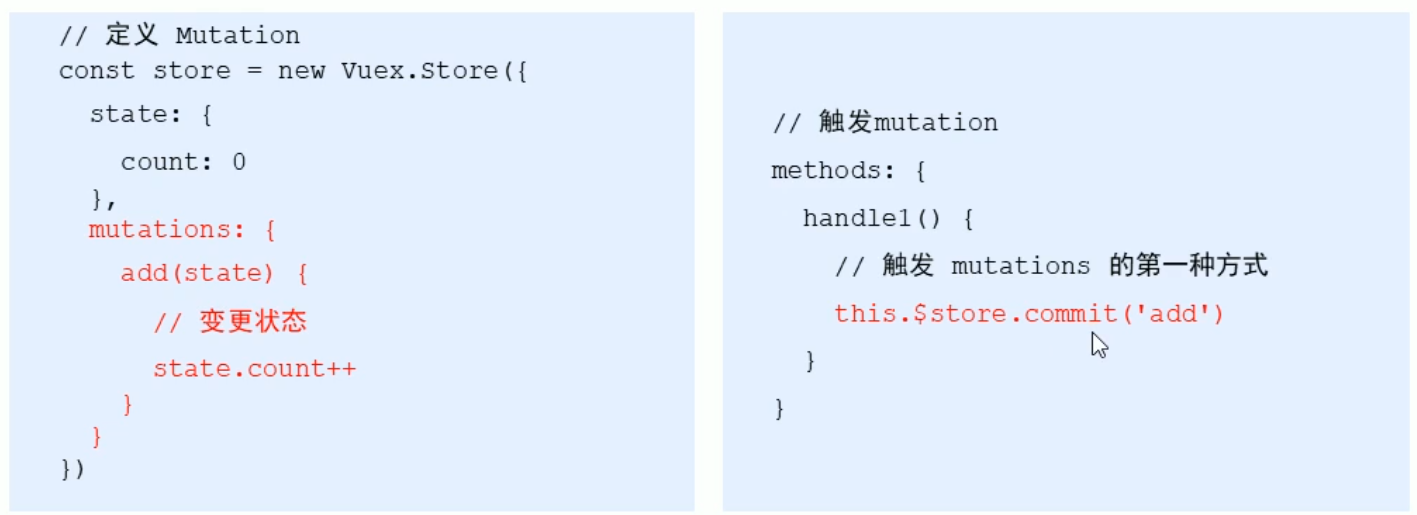 // 定义 Mutation
const store = new Vuex.Store({
  state: {
    count: 0
  },
  mutations: {
    add(state) {
      // 变更状态
      state.count++
    }
  }
})
// 触发mutation
methods: {
  handle1() {
    // 触发 mutations 的第一种方式
    this.$store.commit('add')
  }
}